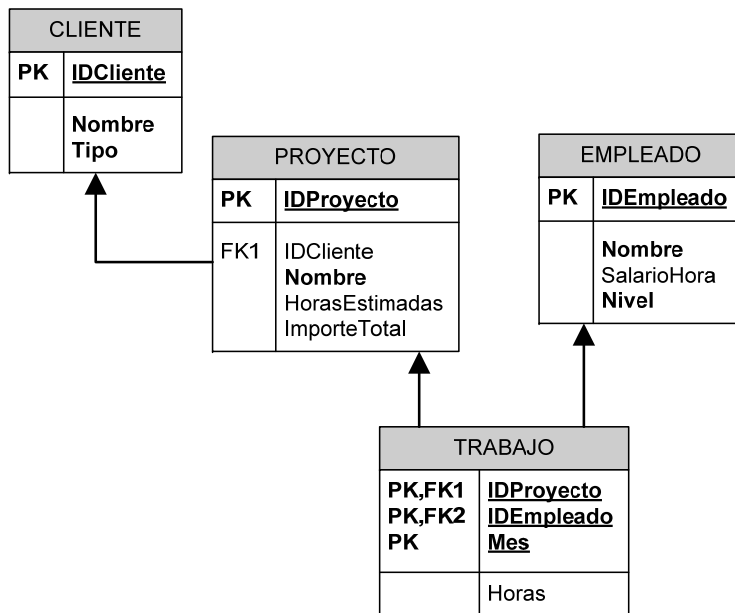 CLIENTE
PK IDCliente
Nombre
Tipo
PROYECTO
PK IDProyecto
FK1 IDCliente
Nombre
HorasEstimadas
ImporteTotal
EMPLEADO
PK IDEmpleado
Nombre
SalarioHora
Nivel
TRABAJO
PK,FK1 IDProyecto
PK,FK2 IDEmpleado
PK Mes
Horas